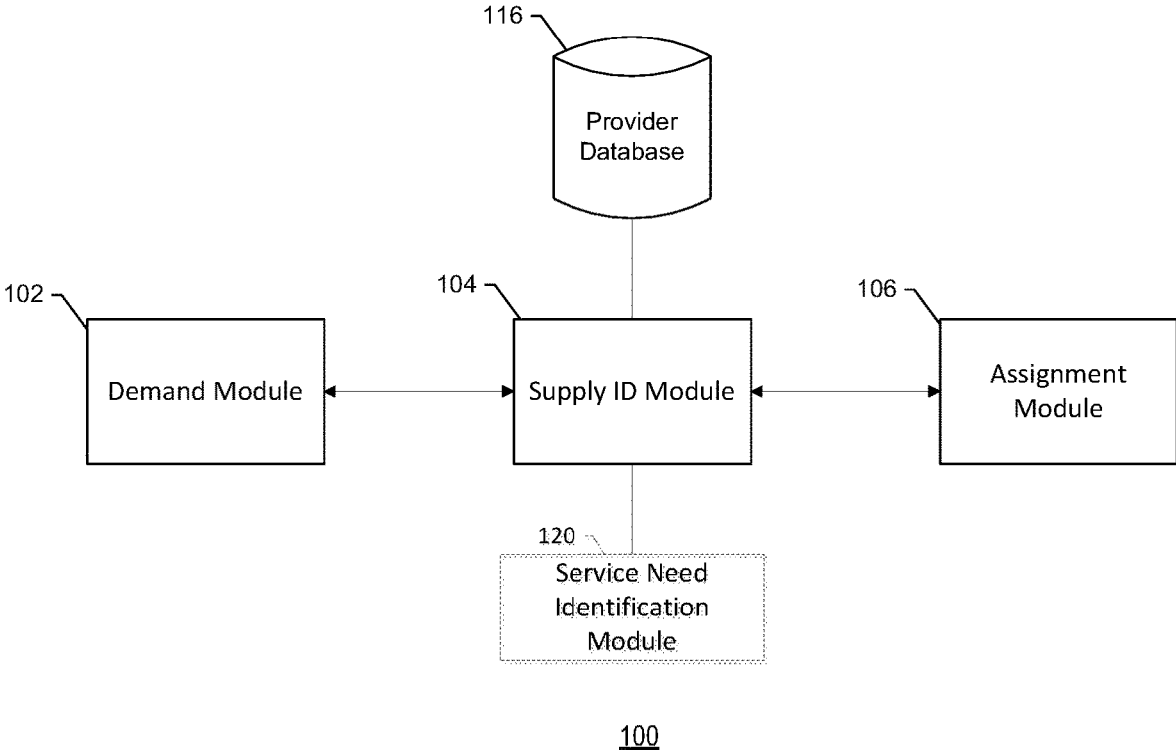 116
Provider
Database
102
104
106
Demand Module
Supply ID Module
Assignment
Module
120
Service Need
Identification
Module
100